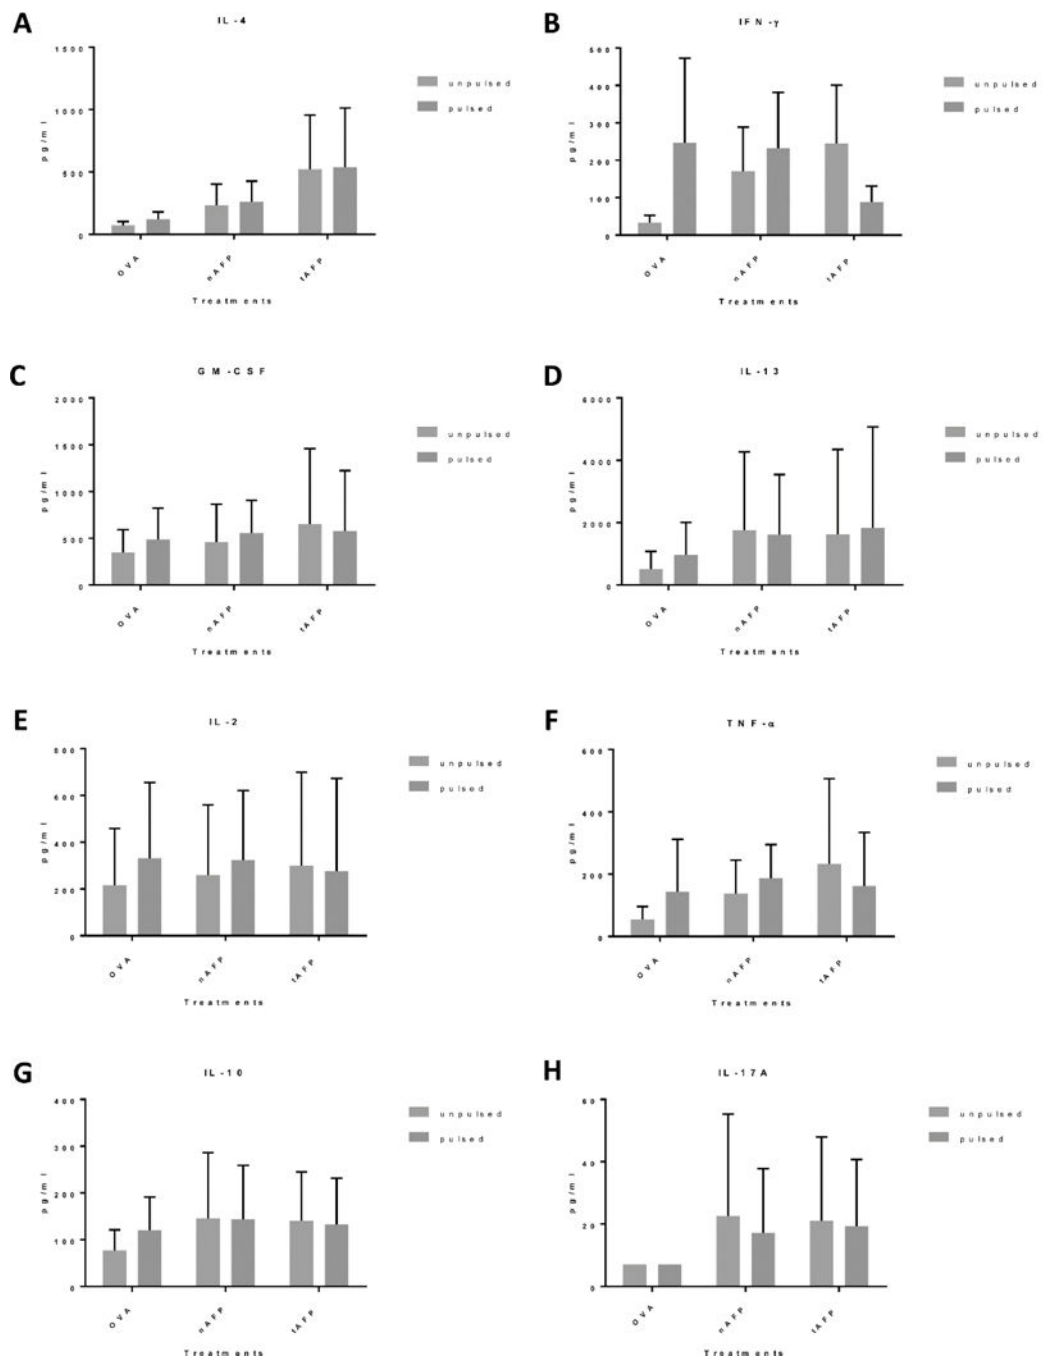 A
IL-4
pg/ml
1500
1000
500
0
OVA
nAFP
tAFP
Treatments
unpulsed
pulsed
B
IFN-γ
pg/ml
500
400
300
200
100
0
OVA
nAFP
tAFP
Treatments
unpulsed
pulsed
C
GM-CSF
pg/ml
2000
1500
1000
500
0
OVA
nAFP
tAFP
Treatments
unpulsed
pulsed
D
IL-13
pg/ml
6000
4000
2000
0
OVA
nAFP
tAFP
Treatments
unpulsed
pulsed
E
IL-2
pg/ml
800
600
400
200
0
OVA
nAFP
tAFP
Treatments
unpulsed
pulsed
F
TNF-α
pg/ml
600
400
200
0
OVA
nAFP
tAFP
Treatments
unpulsed
pulsed
G
IL-10
pg/ml
400
300
200
100
0
OVA
nAFP
tAFP
Treatments
unpulsed
pulsed
H
IL-17A
pg/ml
60
40
20
0
OVA
nAFP
tAFP
Treatments
unpulsed
pulsed